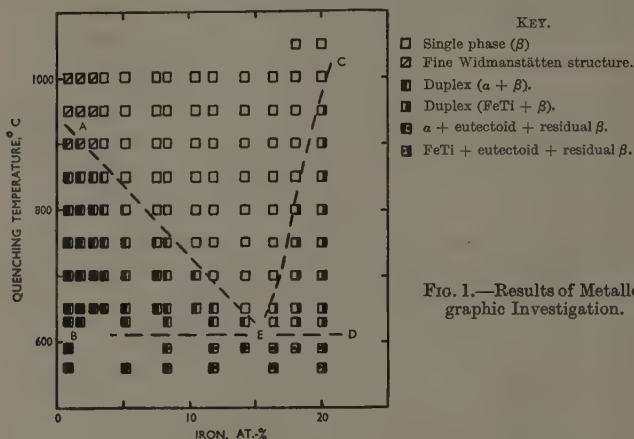 KEY.
Single phase (β)
Fine Widmanstätten structure.
Duplex (α + β).
Duplex (FeTi + β).
α + eutectoid + residual β.
FeTi + eutectoid + residual β.
QUENCHING TEMPERATURE, °C
1000
800
600
A
C
B
E
D
0
10
20
IRON, AT.-%
FIG. 1.—Results of Metallo-
graphic Investigation.